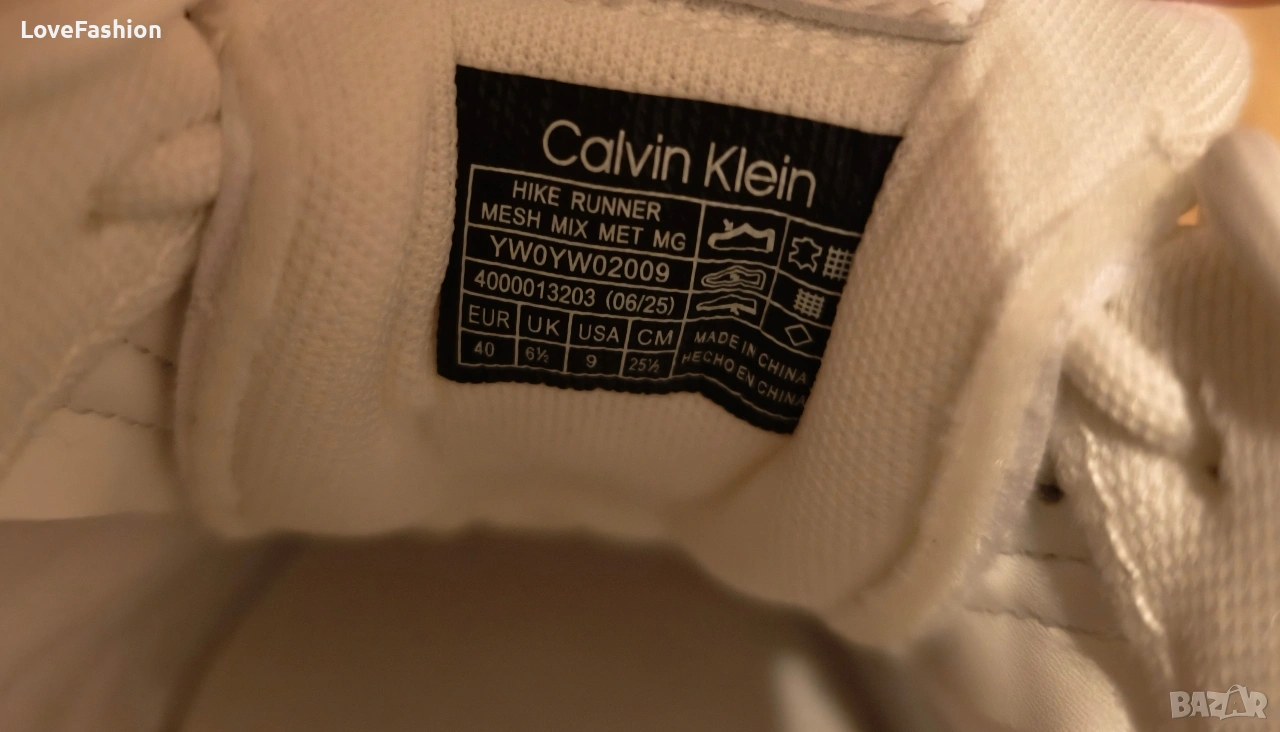 LoveFashion
Calvin Klein
HIKE RUNNER
MESH MIX MET MG
YW0YW02009
4000013203 (06/25)
EUR UK USA CM
40 6½ 9 25½
MADE IN CHINA
HECHO EN CHINA
BAZAR